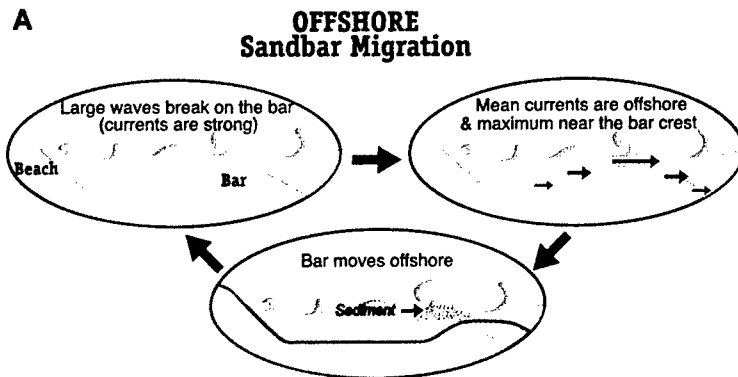 A
OFFSHORE
Sandbar Migration
Large waves break on the bar
(currents are strong)
Beach
Bar
Mean currents are offshore
& maximum near the bar crest
Bar moves offshore
Sediment